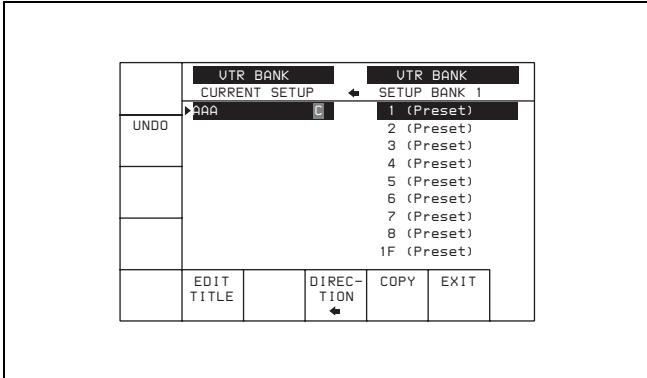 VTR BANK VTR BANK
CURRENT SETUP ← SETUP BANK 1
▶AAA C 1 (Preset)
UNDO 2 (Preset)
3 (Preset)
4 (Preset)
5 (Preset)
6 (Preset)
7 (Preset)
8 (Preset)
1F (Preset)
EDIT DIREC- COPY EXIT
TITLE TION
←